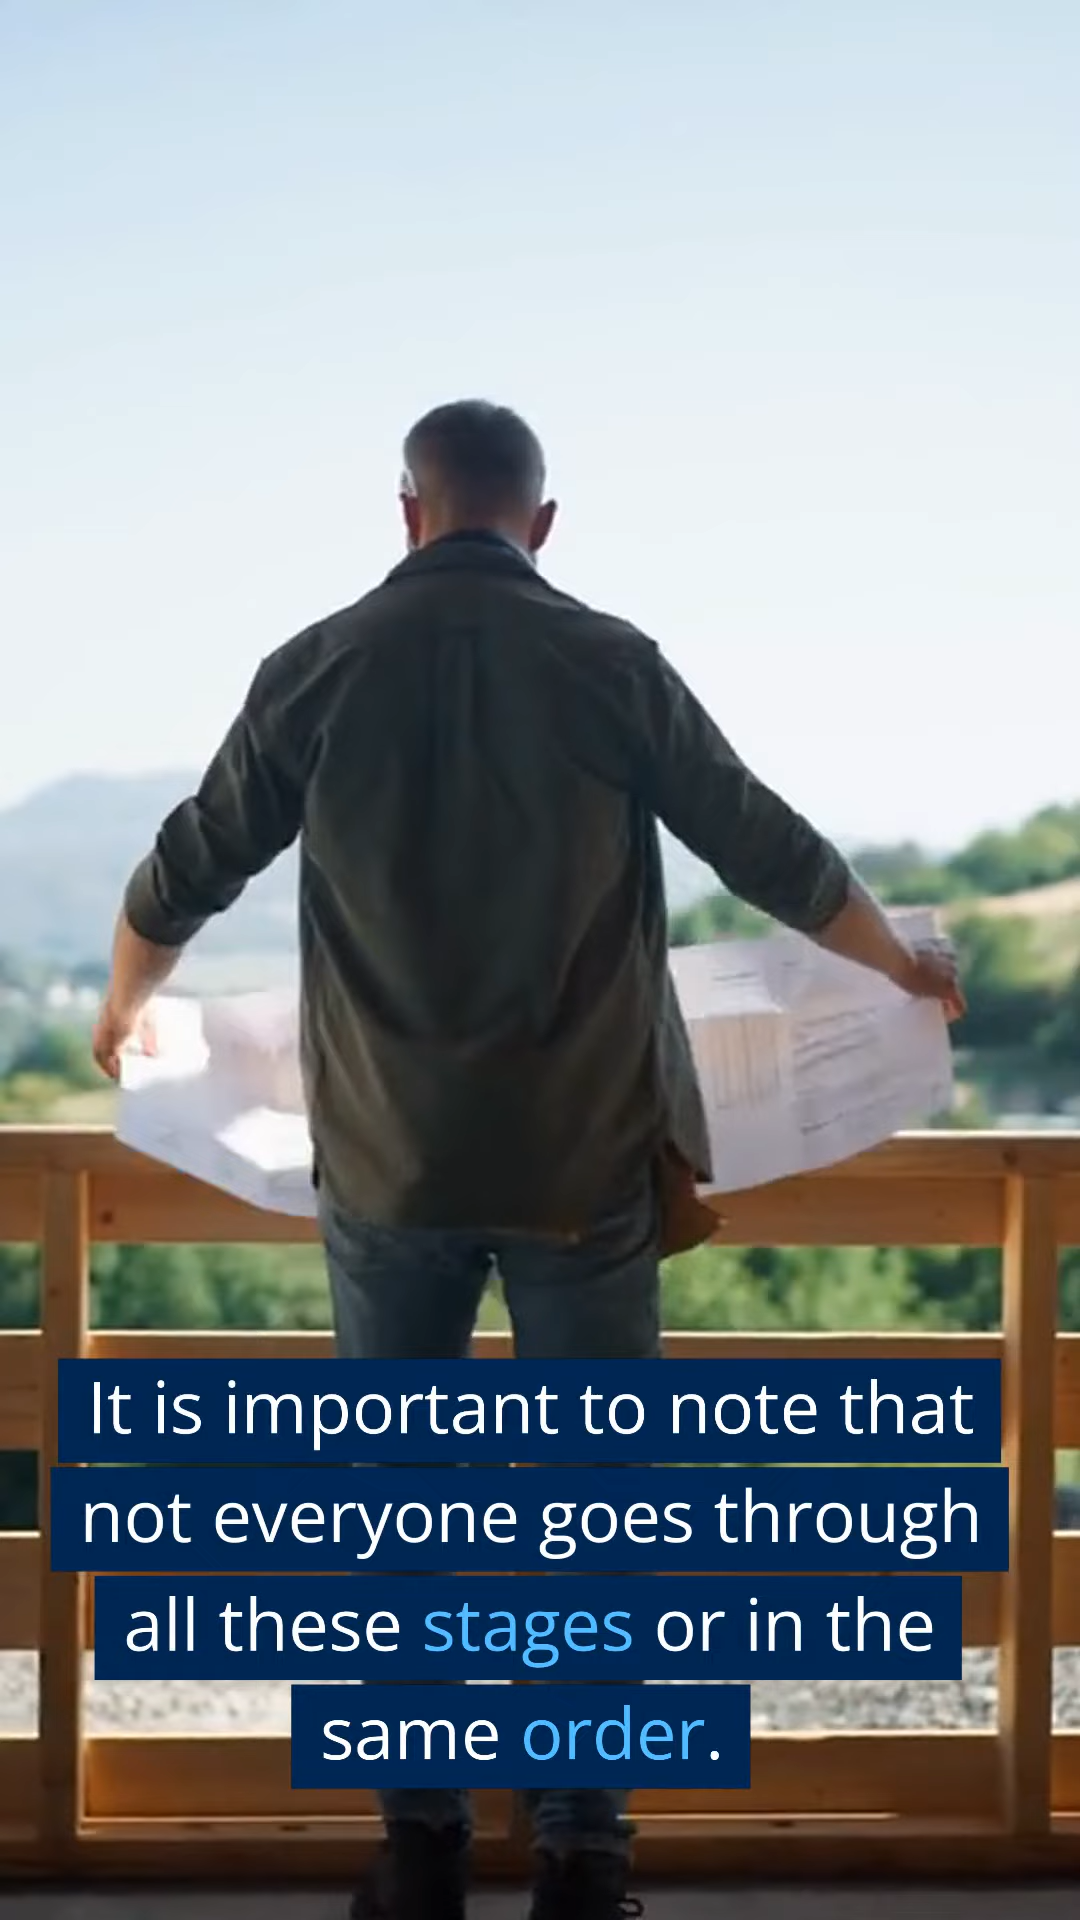 It is important to note that
not everyone goes through
all these stages or in the
same order.